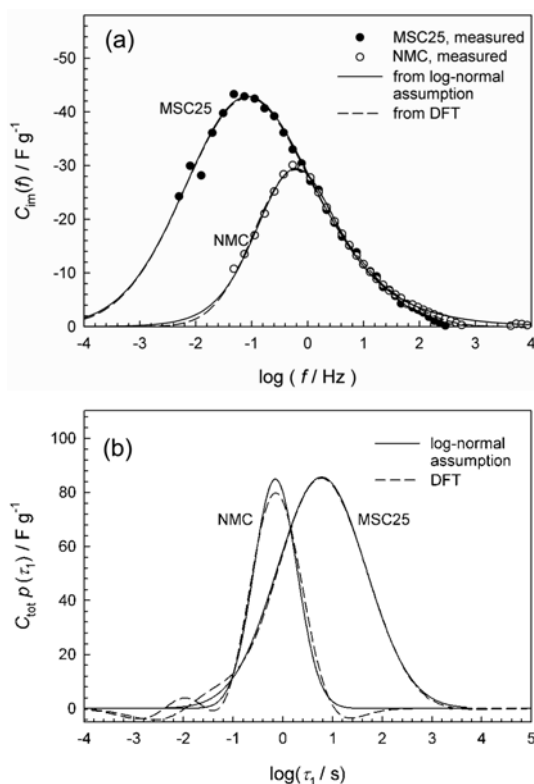 (a)
MSC25, measured
NMC, measured
from log-normal
assumption
from DFT
MSC25
NMC
-50
-40
-30
-20
-10
0
C_im(f) / F g⁻¹
-4 -3 -2 -1 0 1 2 3 4
log ( f / Hz )
(b)
log-normal
assumption
DFT
NMC
MSC25
100
80
60
40
20
0
C_tot p(τ₁) / F g⁻¹
-4 -3 -2 -1 0 1 2 3 4 5
log(τ₁ / s)